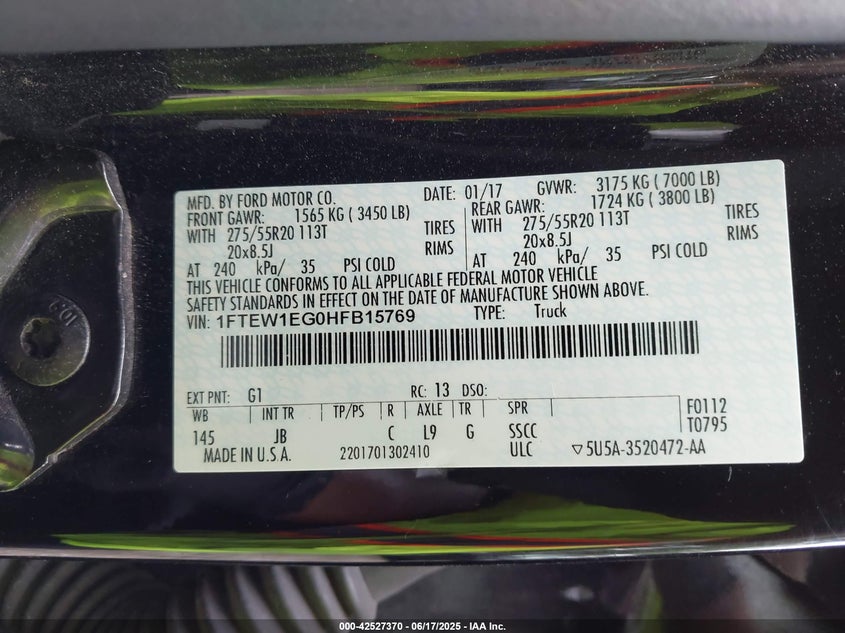 MFD. BY FORD MOTOR CO. DATE: 01/17 GVWR: 3175 KG ( 7000 LB)
FRONT GAWR: 1565 KG ( 3450 LB) REAR GAWR: 1724 KG ( 3800 LB)
WITH 275/55R20 113T TIRES WITH 275/55R20 113T TIRES
20x8.5J RIMS 20x8.5J RIMS
AT 240 kPa/ 35 PSI COLD AT 240 kPa/ 35 PSI COLD
THIS VEHICLE CONFORMS TO ALL APPLICABLE FEDERAL MOTOR VEHICLE
SAFETY STANDARDS IN EFFECT ON THE DATE OF MANUFACTURE SHOWN ABOVE.
VIN: 1FTEW1EG0HFB15769 TYPE: Truck
EXT PNT: G1 RC: 13 DSO:
WB INT TR TP/PS R AXLE TR SPR F0112
145 JB C L9 G SSCC T0795
MADE IN U.S.A. 2201701302410 ULC ▽5U5A-3520472-AA
000-42527370 - 06/17/2025 - IAA Inc.